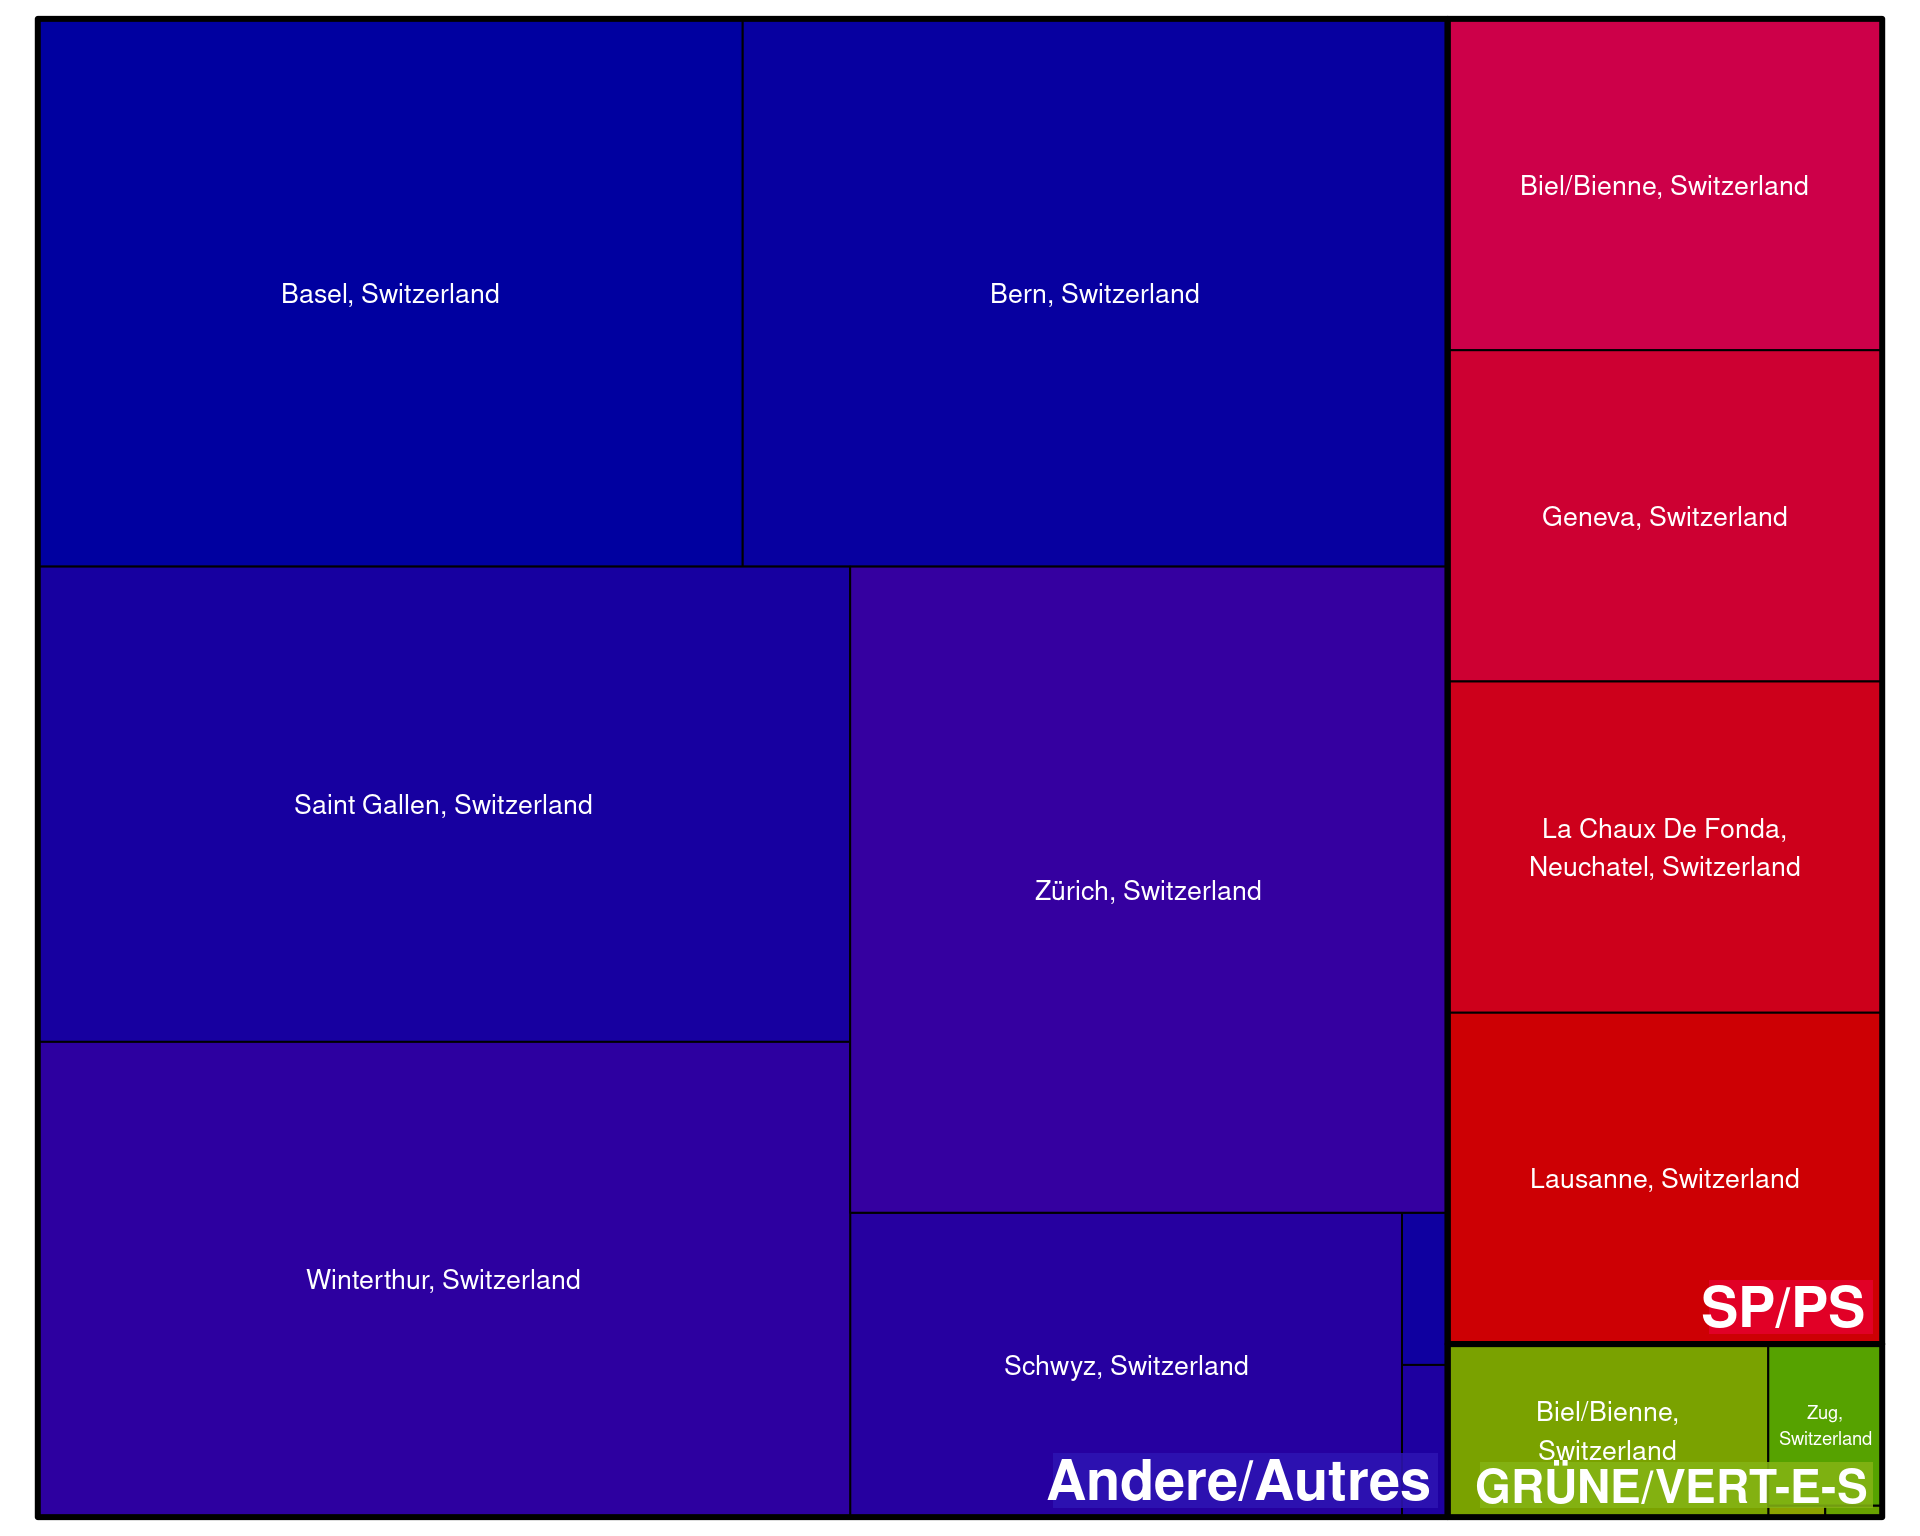 Basel, Switzerland
Bern, Switzerland
Saint Gallen, Switzerland
Zürich, Switzerland
Winterthur, Switzerland
Schwyz, Switzerland
Andere/Autres
Biel/Bienne, Switzerland
Geneva, Switzerland
La Chaux De Fonda,
Neuchatel, Switzerland
Lausanne, Switzerland
SP/PS
Biel/Bienne,
Switzerland
Zug,
Switzerland
GRÜNE/VERT-E-S